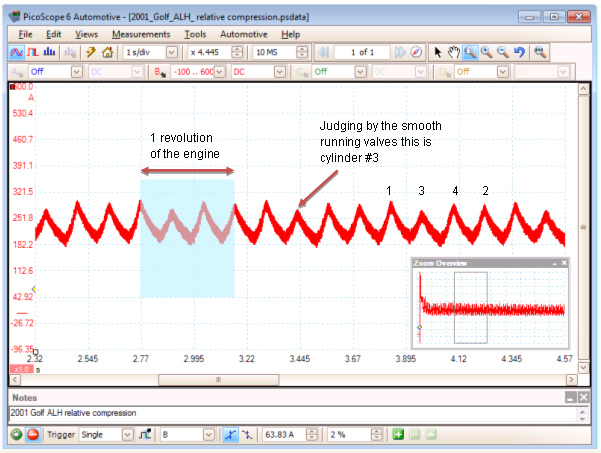 PicoScope 6 Automotive - [2001_Golf_ALH_ relative compression.psdata]
File Edit Views Measurements Tools Automotive Help
1 s/div x 4.445 10 MS 1 of 1
A Off DC B -100 .. 600 DC C Off DC D Off DC
600.0
A
530.4
460.7
391.1
321.5
251.8
182.2
112.6
42.92
-26.72
-96.35
1 revolution
of the engine
Judging by the smooth
running valves this is
cylinder #3
1 3 4 2
Zoom Overview
2.32 2.545 2.77 2.995 3.22 3.445 3.67 3.895 4.12 4.345 4.57
x1.0 s
Notes
2001 Golf ALH relative compression
Trigger Single B 63.83 A 2 %